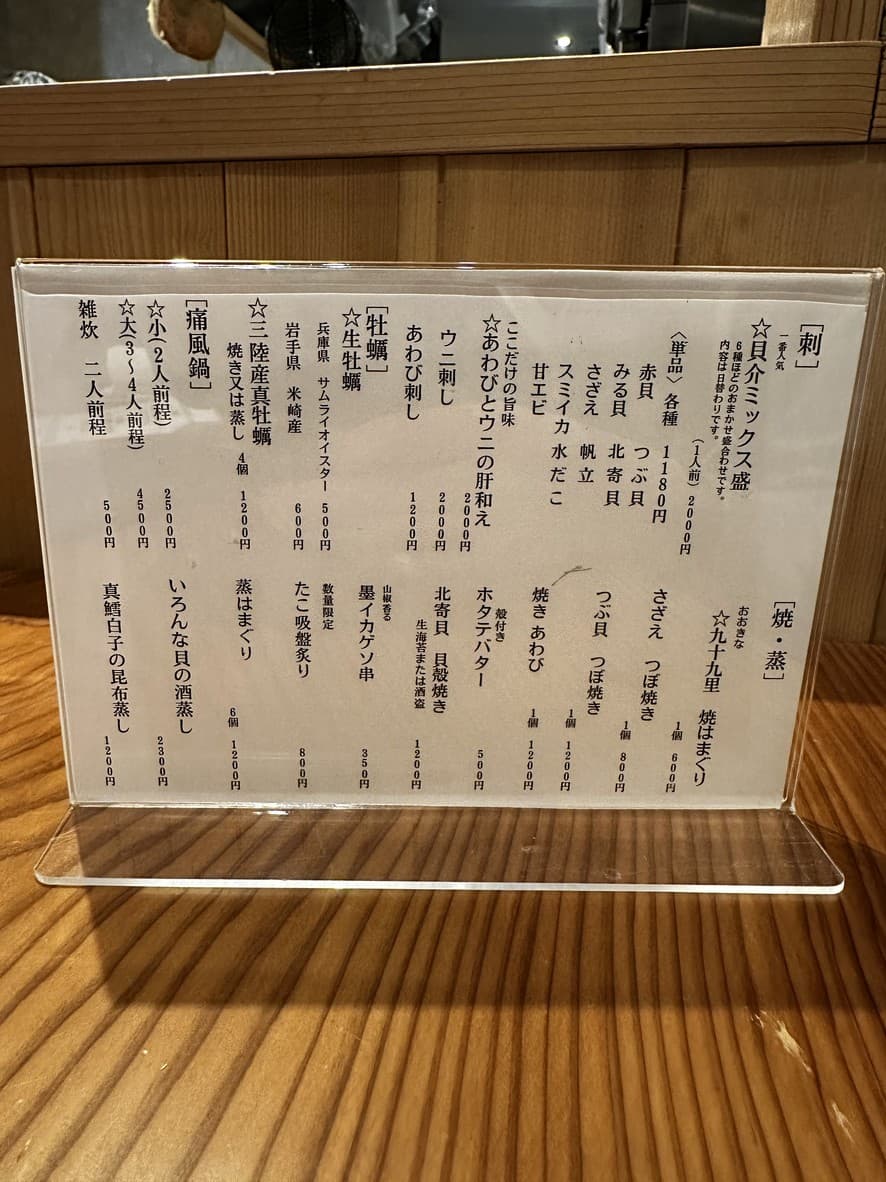 [刺]
一番人気
☆貝介ミックス盛
6種ほどのおまかせ盛合わせです。
内容は日替わりです。
(1人前) 2000円
〈単品〉各種 1180円
赤貝 つぶ貝
みる貝 北寄貝
さざえ 帆立
スミイカ 水だこ
甘エビ
ここだけの旨味
☆あわびとウニの肝和え
2000円
ウニ刺し 2000円
あわび刺し 1200円
[牡蠣]
☆生牡蠣
兵庫県 サムライオイスター 500円
岩手県 米崎産 600円
☆三陸産真牡蠣
焼き又は蒸し 4個 1200円
[痛風鍋]
☆小(2人前程) 2500円
☆大(3〜4人前程) 4500円
雑炊 二人前程 500円
[焼・蒸]
おおきな
☆九十九里 焼はまぐり
1個 600円
さざえ つぼ焼き
1個 800円
つぶ貝 つぼ焼き
1個 1200円
焼き あわび 1個 1200円
殻付き
ホタテバター 500円
北寄貝 貝殻焼き
生海苔または酒盗 1200円
山椒香る
墨イカゲソ串 350円
数量限定
たこ吸盤炙り 800円
蒸はまぐり 6個 1200円
いろんな貝の酒蒸し
2300円
真鱈白子の昆布蒸し
1200円